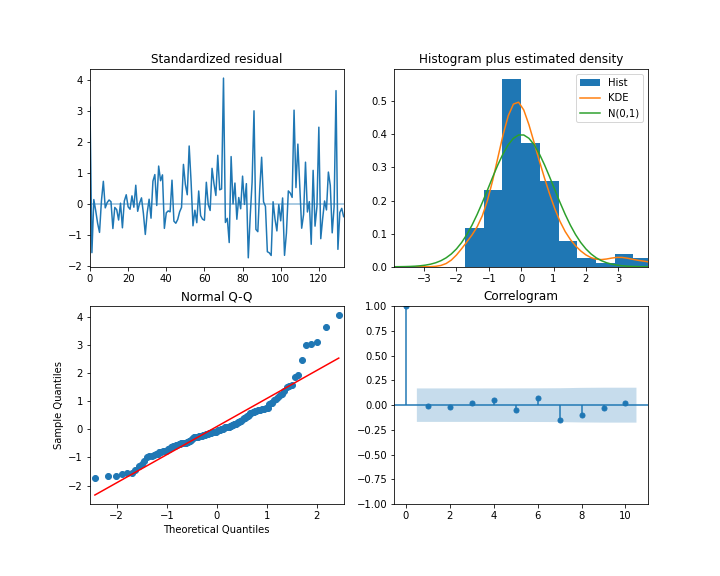 Standardized residual
4
3
2
1
0
−1
−2
0 20 40 60 80 100 120
Histogram plus estimated density
Hist
KDE
N(0,1)
0.5
0.4
0.3
0.2
0.1
0.0
−3 −2 −1 0 1 2 3
Normal Q-Q
Sample Quantiles
4
3
2
1
0
−1
−2
−2 −1 0 1 2
Theoretical Quantiles
Correlogram
1.00
0.75
0.50
0.25
0.00
−0.25
−0.50
−0.75
−1.00
0 2 4 6 8 10